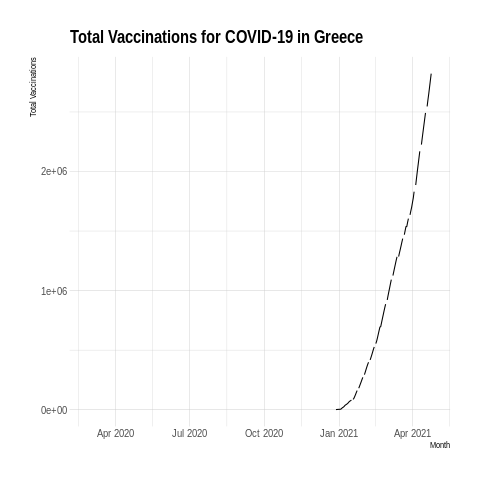 Total Vaccinations for COVID-19 in Greece
Total Vaccinations
2e+06
1e+06
0e+00
Apr 2020 Jul 2020 Oct 2020 Jan 2021 Apr 2021
Month